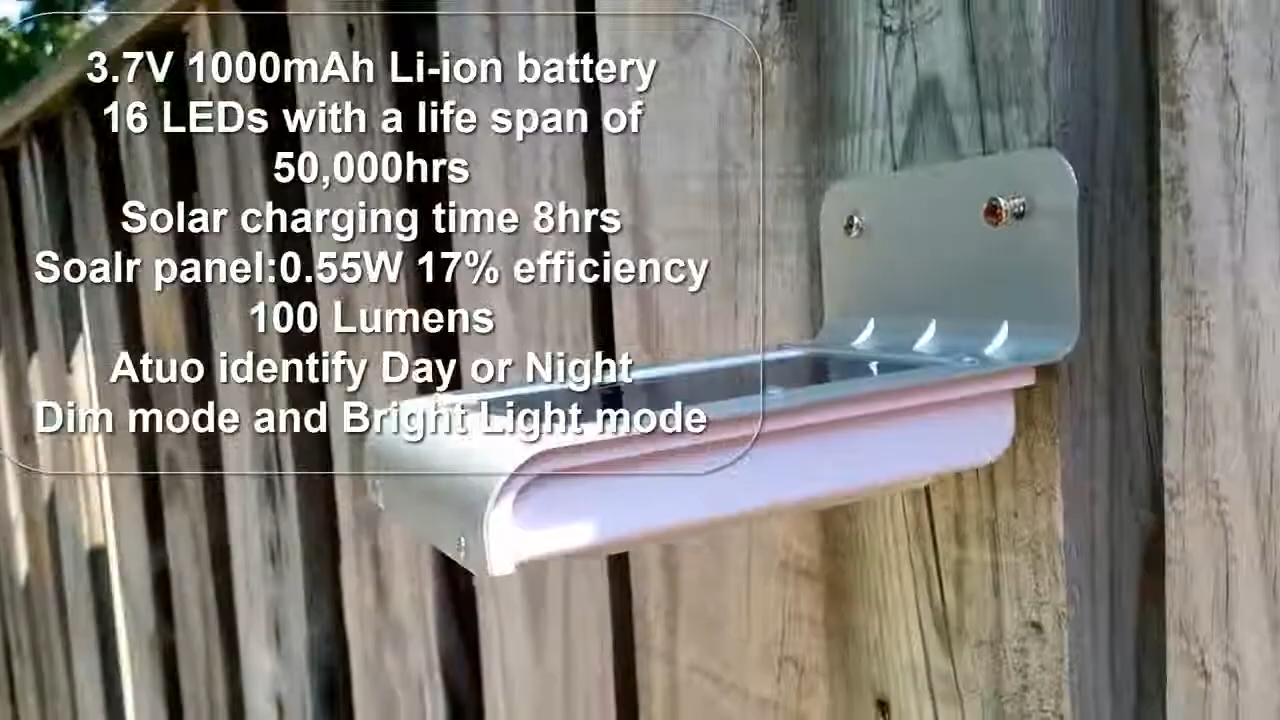 3.7V 1000mAh Li-ion battery
16 LEDs with a life span of
50,000hrs
Solar charging time 8hrs
Soalr panel:0.55W 17% efficiency
100 Lumens
Atuo identify Day or Night
Dim mode and Bright Light mode